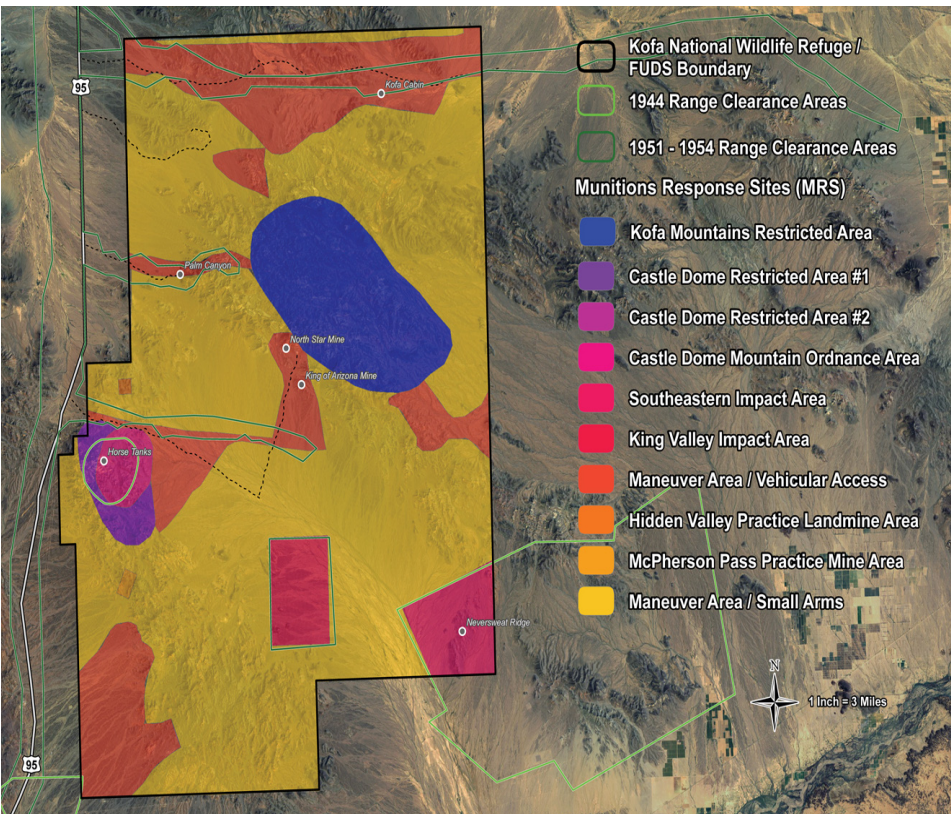 Kofa National Wildlife Refuge /
FUDS Boundary
1944 Range Clearance Areas
1951 - 1954 Range Clearance Areas
Munitions Response Sites (MRS)
Kofa Mountains Restricted Area
Castle Dome Restricted Area #1
Castle Dome Restricted Area #2
Castle Dome Mountain Ordnance Area
Southeastern Impact Area
King Valley Impact Area
Maneuver Area / Vehicular Access
Hidden Valley Practice Landmine Area
McPherson Pass Practice Mine Area
Maneuver Area / Small Arms
95
Kofa Cabin
Palm Canyon
North Star Mine
King of Arizona Mine
Horse Tanks
Neversweat Ridge
95
N
1 Inch = 3 Miles